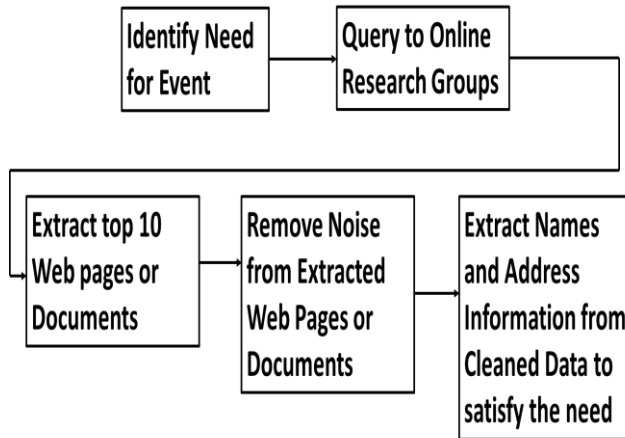 Identify Need
for Event
Query to Online
Research Groups
Extract top 10
Web pages or
Documents
Remove Noise
from Extracted
Web Pages or
Documents
Extract Names
and Address
Information from
Cleaned Data to
satisfy the need